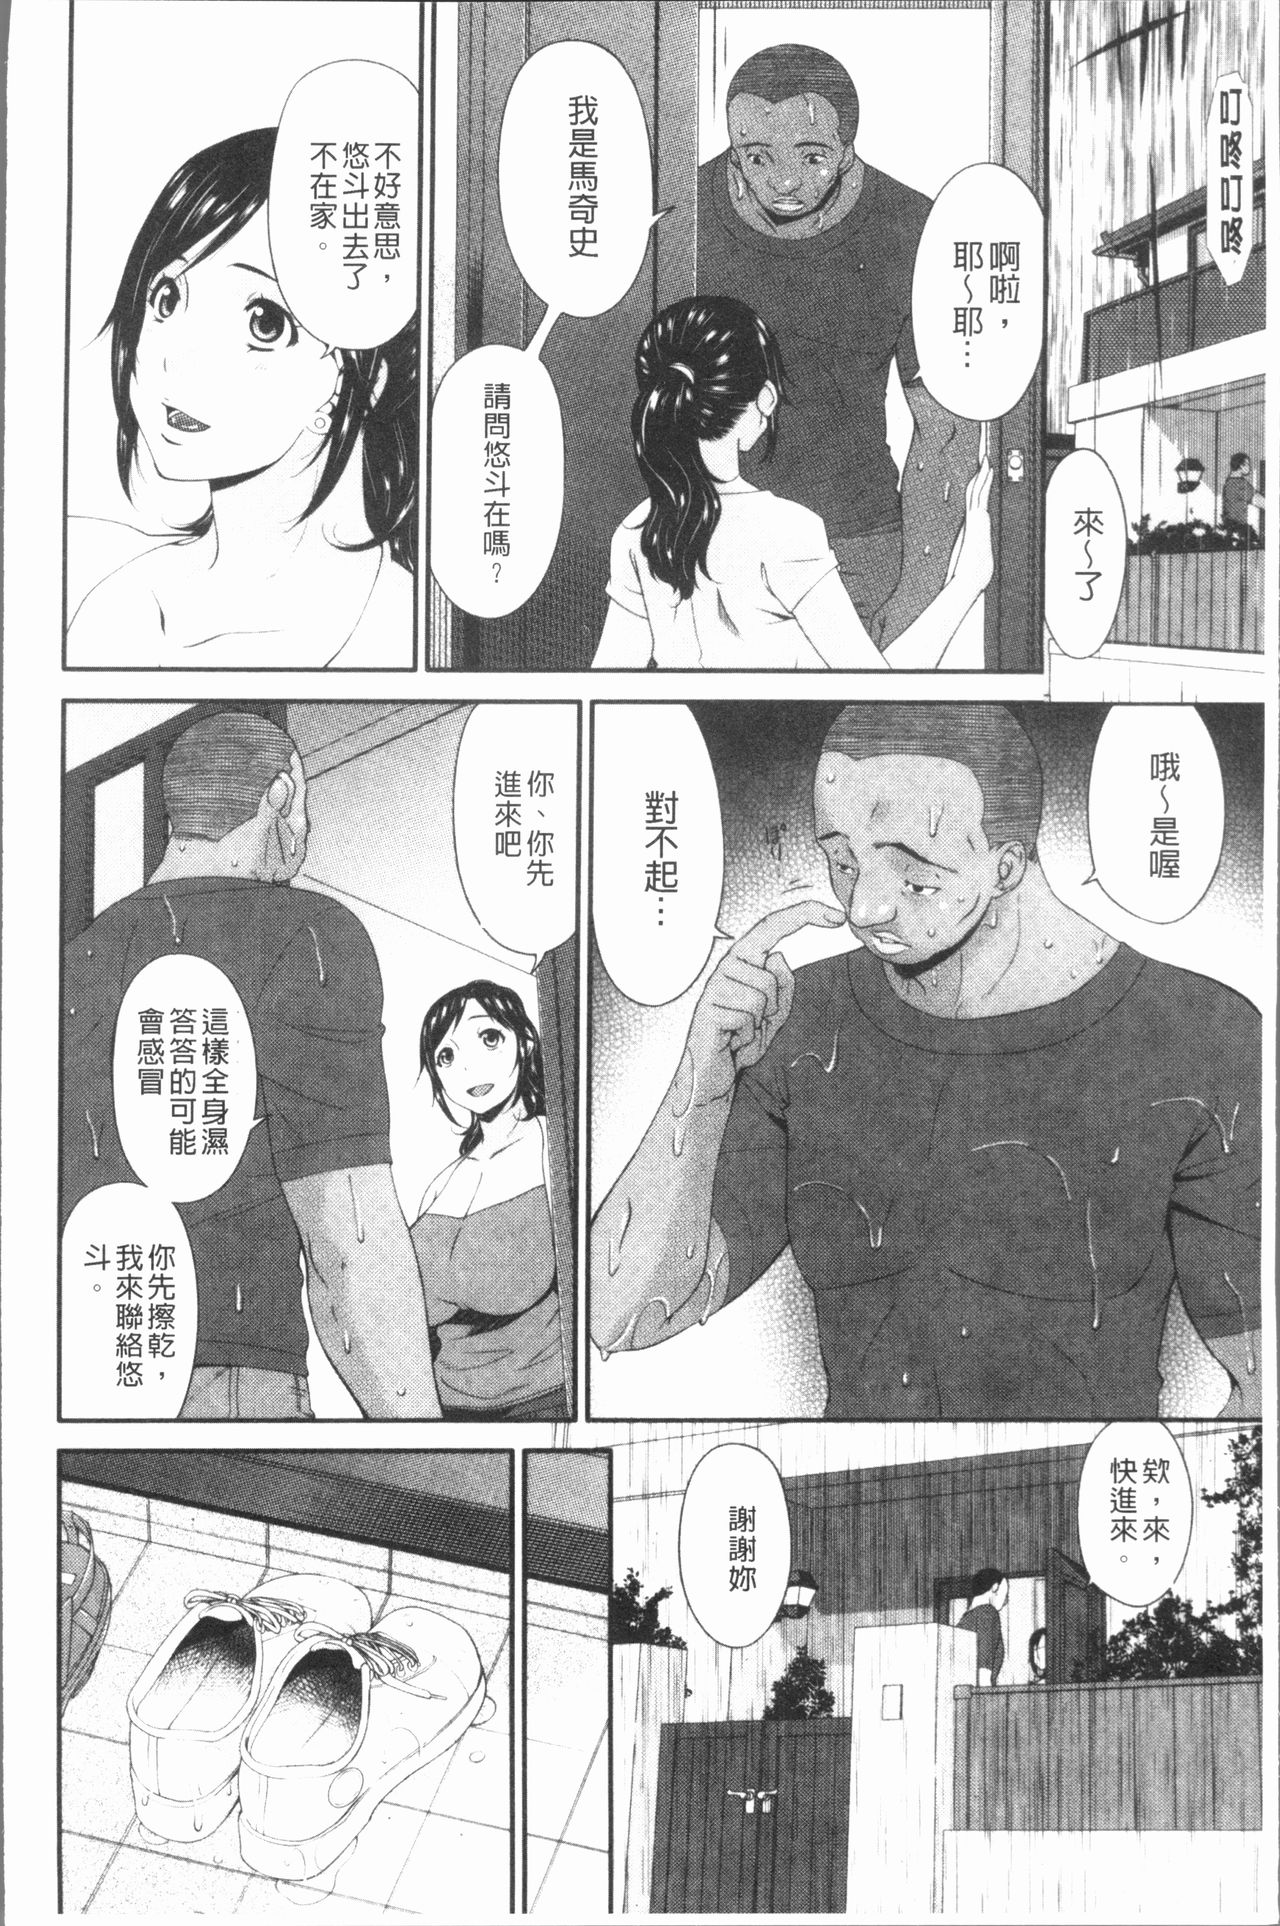 叮咚叮咚
來～了
啊啦，
耶～耶…
我是馬奇史
請問悠斗在嗎？
不好意思，
悠斗出去了
不在家。
哦～是喔
對不起…
你、你先
進來吧
這樣全身濕
答答的可能
會感冒
你先擦乾，
我來聯絡悠
斗。
欸，來，
快進來。
謝謝妳